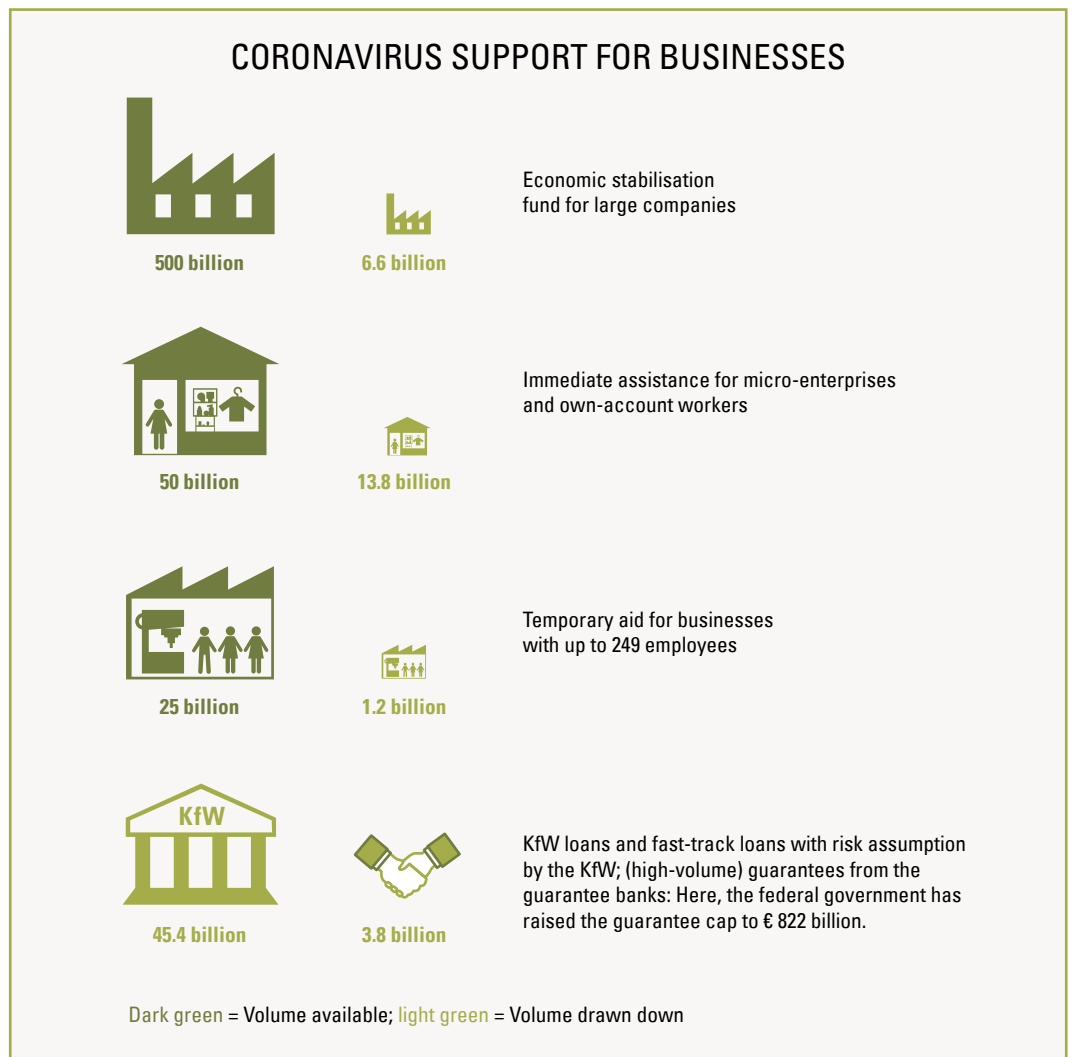 CORONAVIRUS SUPPORT FOR BUSINESSES
500 billion
6.6 billion
Economic stabilisation
fund for large companies
50 billion
13.8 billion
Immediate assistance for micro-enterprises
and own-account workers
25 billion
1.2 billion
Temporary aid for businesses
with up to 249 employees
KfW
45.4 billion
3.8 billion
KfW loans and fast-track loans with risk assumption
by the KfW; (high-volume) guarantees from the
guarantee banks: Here, the federal government has
raised the guarantee cap to € 822 billion.
Dark green = Volume available; light green = Volume drawn down